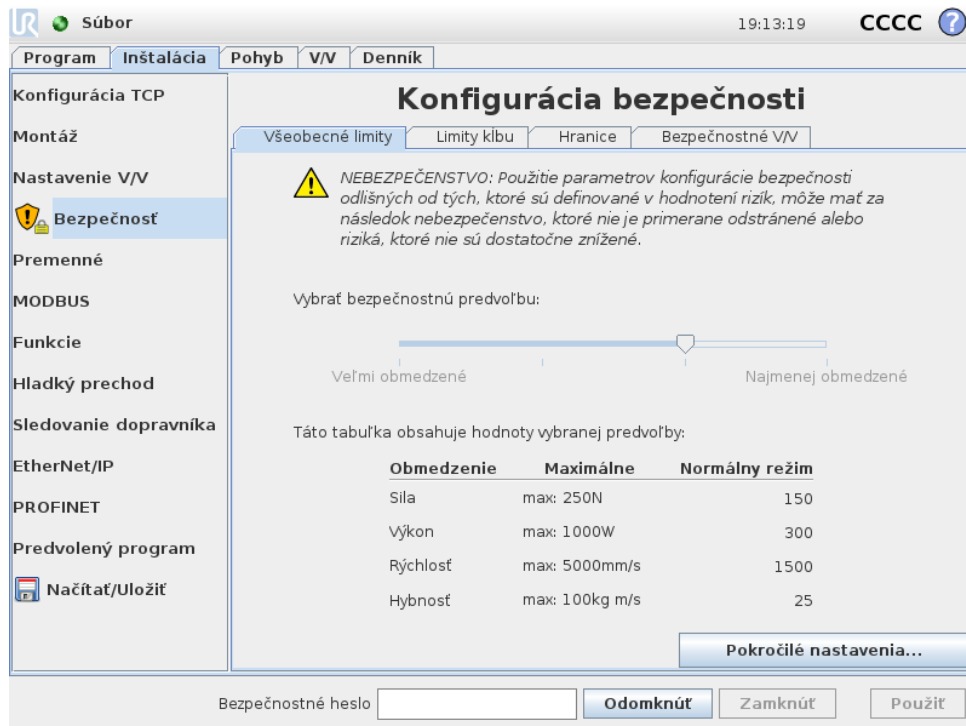 UR Súbor 19:13:19 CCCC ?
Program Inštalácia Pohyb V/V Denník
Konfigurácia TCP
Montáž
Nastavenie V/V
Bezpečnosť
Premenné
MODBUS
Funkcie
Hladký prechod
Sledovanie dopravníka
EtherNet/IP
PROFINET
Predvolený program
Načítať/Uložiť
Konfigurácia bezpečnosti
Všeobecné limity Limity kĺbu Hranice Bezpečnostné V/V
NEBEZPEČENSTVO: Použitie parametrov konfigurácie bezpečnosti
odlišných od tých, ktoré sú definované v hodnotení rizík, môže mať za
následok nebezpečenstvo, ktoré nie je primerane odstránené alebo
riziká, ktoré nie sú dostatočne znížené.
Vybrať bezpečnostnú predvoľbu:
Veľmi obmedzené Najmenej obmedzené
Táto tabuľka obsahuje hodnoty vybranej predvoľby:
Obmedzenie Maximálne Normálny režim
Sila max: 250N 150
Výkon max: 1000W 300
Rýchlosť max: 5000mm/s 1500
Hybnosť max: 100kg m/s 25
Pokročilé nastavenia...
Bezpečnostné heslo Odomknúť Zamknúť Použiť